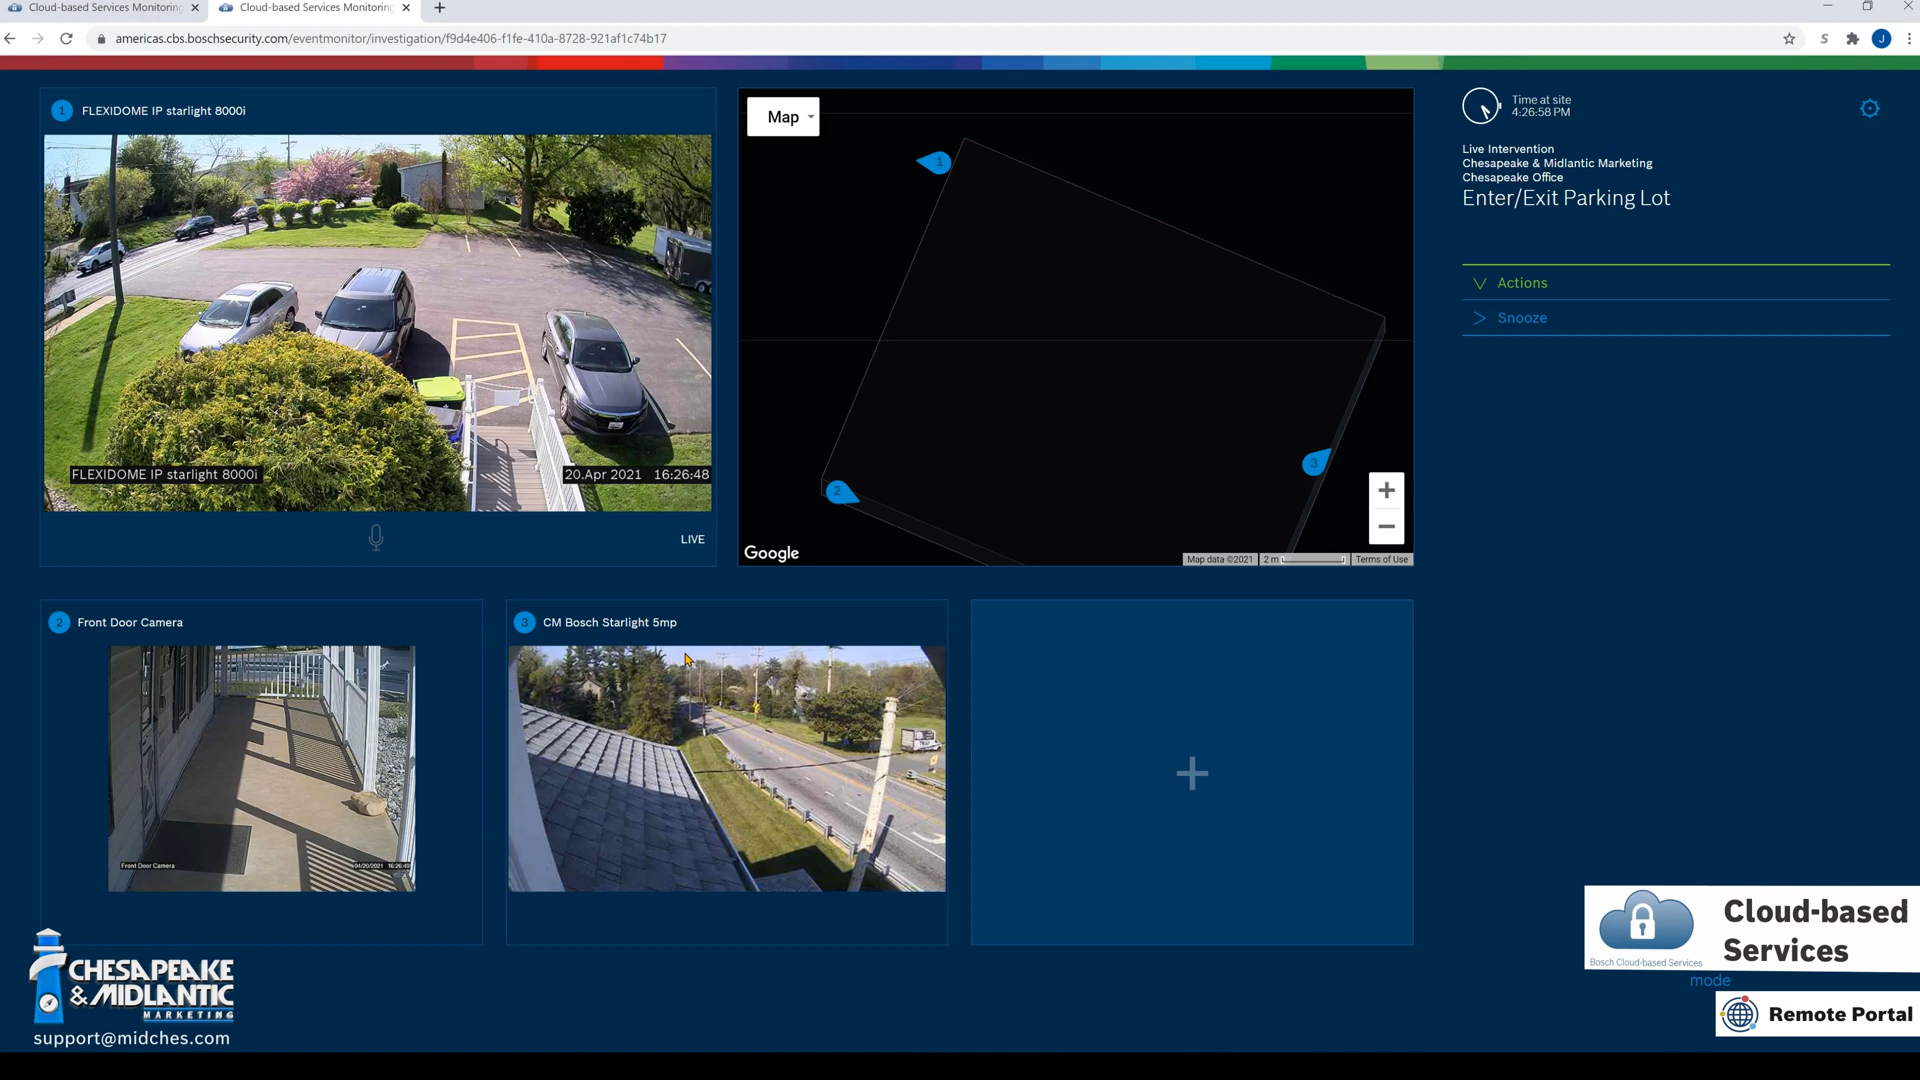 Cloud-based Services Monitoring
Cloud-based Services Monitoring
americas.cbs.boschsecurity.com/eventmonitor/investigation/f9d4e406-f1fe-410a-8728-921af1c74b17
S
J
1 FLEXIDOME IP starlight 8000i
FLEXIDOME IP starlight 8000i
20.Apr 2021 16:26:48
LIVE
Map
1
2
3
Google
Map data ©2021
2 m
Terms of Use
Time at site
4:26:58 PM
Live Intervention
Chesapeake & Midlantic Marketing
Chesapeake Office
Enter/Exit Parking Lot
Actions
Snooze
2 Front Door Camera
Front Door Camera
3 CM Bosch Starlight 5mp
CHESAPEAKE
& MIDLANTIC
MARKETING
support@midches.com
Cloud-based
Services
Bosch Cloud-based Services
mode
Remote Portal